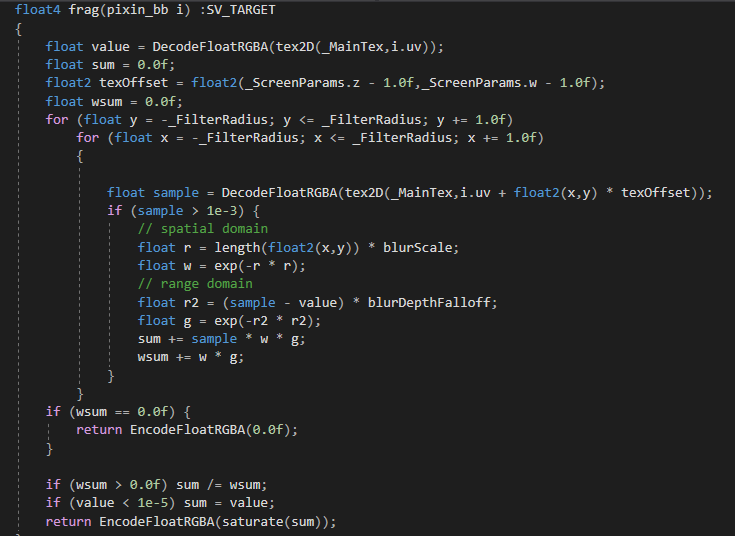 float4 frag(pixin_bb i) :SV_TARGET
{
    float value = DecodeFloatRGBA(tex2D(_MainTex,i.uv));
    float sum = 0.0f;
    float2 texOffset = float2(_ScreenParams.z - 1.0f,_ScreenParams.w - 1.0f);
    float wsum = 0.0f;
    for (float y = -_FilterRadius; y <= _FilterRadius; y += 1.0f)
        for (float x = -_FilterRadius; x <= _FilterRadius; x += 1.0f)
        {
            float sample = DecodeFloatRGBA(tex2D(_MainTex,i.uv + float2(x,y) * texOffset));
            if (sample > 1e-3) {
                // spatial domain
                float r = length(float2(x,y)) * blurScale;
                float w = exp(-r * r);
                // range domain
                float r2 = (sample - value) * blurDepthFalloff;
                float g = exp(-r2 * r2);
                sum += sample * w * g;
                wsum += w * g;
            }
        }
    if (wsum == 0.0f) {
        return EncodeFloatRGBA(0.0f);
    }
    if (wsum > 0.0f) sum /= wsum;
    if (value < 1e-5) sum = value;
    return EncodeFloatRGBA(saturate(sum));